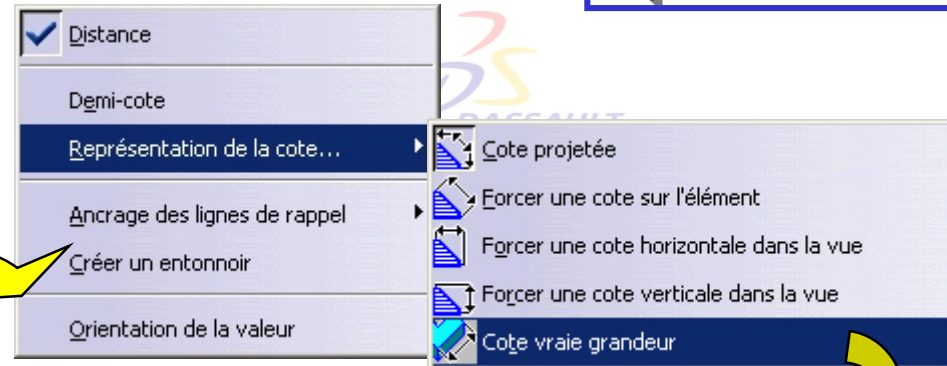 Distance
Demi-cote
Représentation de la cote...
Ancrage des lignes de rappel
Créer un entonnoir
Orientation de la valeur
DASSAULT
Cote projetée
Forcer une cote sur l'élément
Forcer une cote horizontale dans la vue
Forcer une cote verticale dans la vue
Cote vraie grandeur